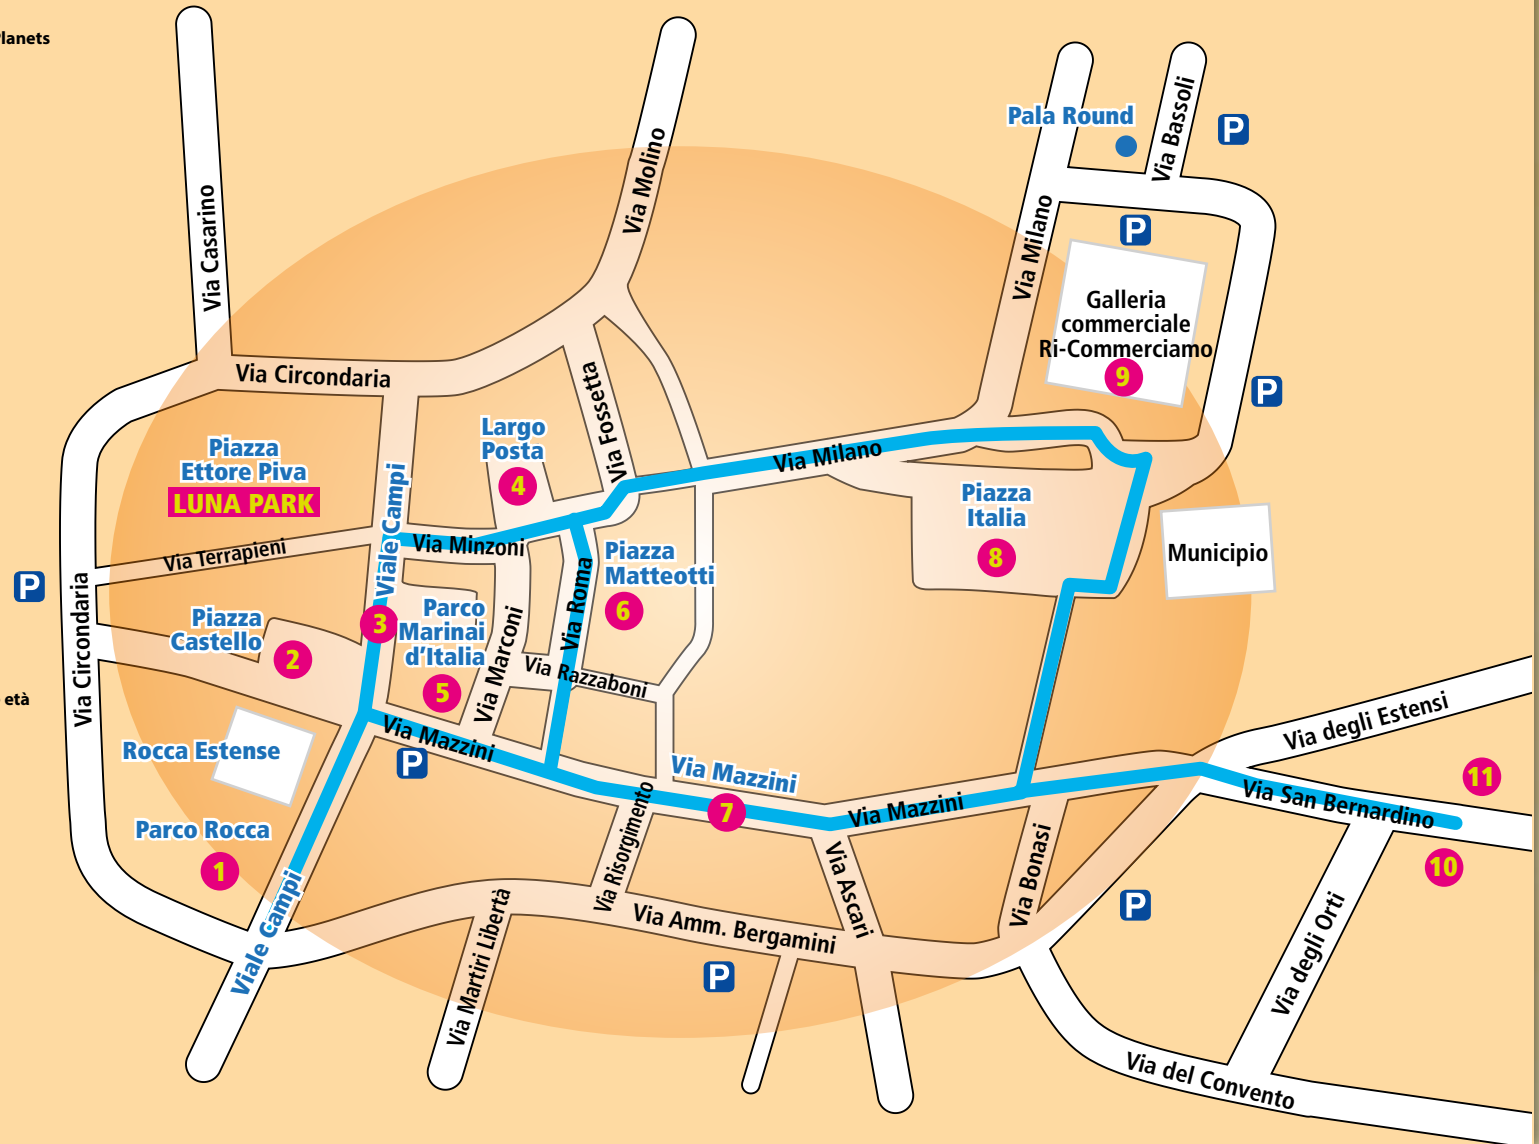 Planets
Pala Round
Via Bassoli
P
Via Molino
Via Casarino
Via Milano
P
Galleria
commerciale
Ri-Commerciamo
9
Via Circondaria
P
Via Fossetta
Largo
Posta
4
Piazza
Ettore Piva
LUNA PARK
Viale Campi
Via Milano
Piazza
Italia
8
Municipio
Via Minzoni
Via Terrapieni
P
Via Circondaria
Piazza
Matteotti
6
Via Roma
Piazza
Castello
2
3
Parco
Marinai
d'Italia
5
Via Marconi
Via Razzaboni
età
Via degli Estensi
Rocca Estense
Via Mazzini
P
Via Mazzini
7
Via Mazzini
11
Via San Bernardino
10
Parco Rocca
1
Via Risorgimento
Via Ascari
Via Bonasi
P
Viale Campi
Via Martiri Libertà
Via Amm. Bergamini
P
Via degli Orti
Via del Convento